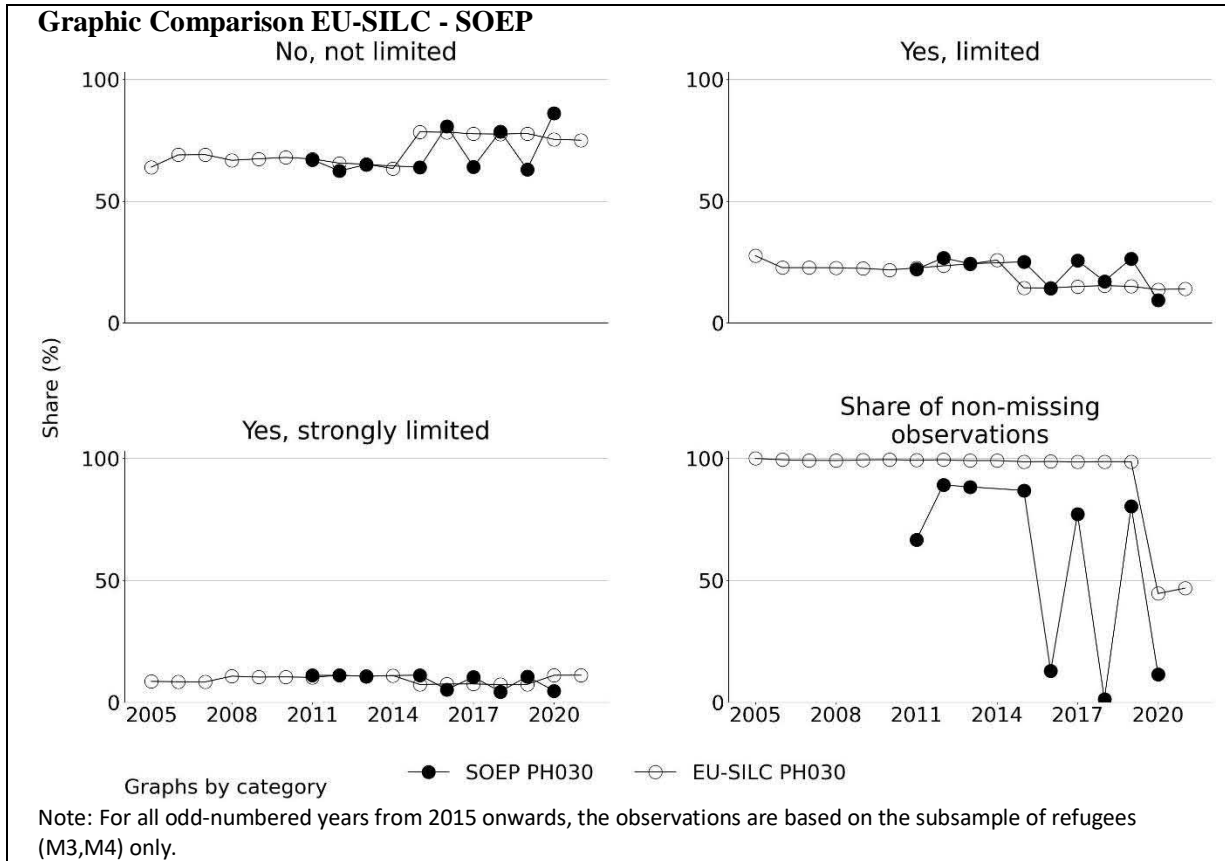 Graphic Comparison EU-SILC - SOEP
No, not limited
Yes, limited
100
50
0
100
50
0
Share (%)
Yes, strongly limited
Share of non-missing
observations
100
50
0
2005 2008 2011 2014 2017 2020
100
50
0
2005 2008 2011 2014 2017 2020
SOEP PH030 EU-SILC PH030
Graphs by category
Note: For all odd-numbered years from 2015 onwards, the observations are based on the subsample of refugees
(M3,M4) only.